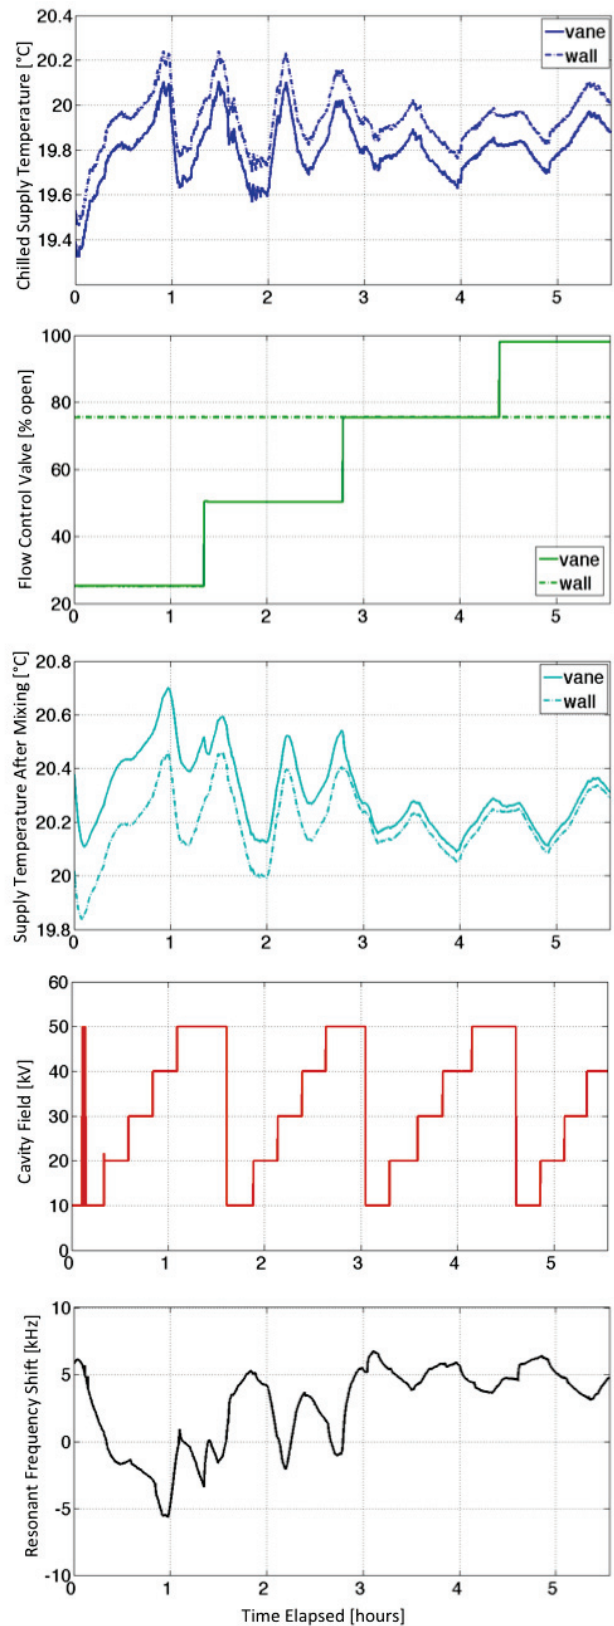 20.4
20.2
20
19.8
19.6
19.4
Chilled Supply Temperature [°C]
vane
wall
0 1 2 3 4 5
100
80
60
40
20
Flow Control Valve [% open]
vane
wall
0 1 2 3 4 5
20.8
20.6
20.4
20.2
20
19.8
Supply Temperature After Mixing [°C]
vane
wall
0 1 2 3 4 5
60
50
40
30
20
10
0
Cavity Field [kV]
0 1 2 3 4 5
10
5
0
-5
-10
Resonant Frequency Shift [kHz]
0 1 2 3 4 5
Time Elapsed [hours]